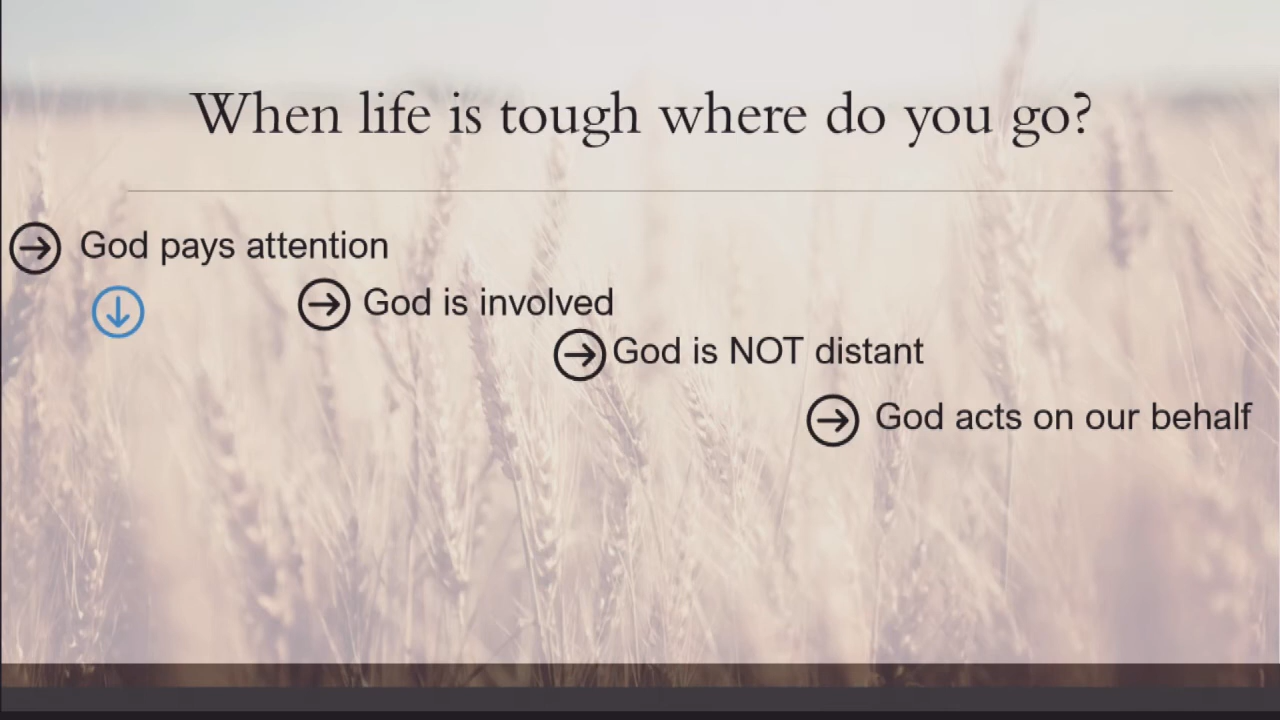 When life is tough where do you go?
God pays attention
God is involved
God is NOT distant
God acts on our behalf